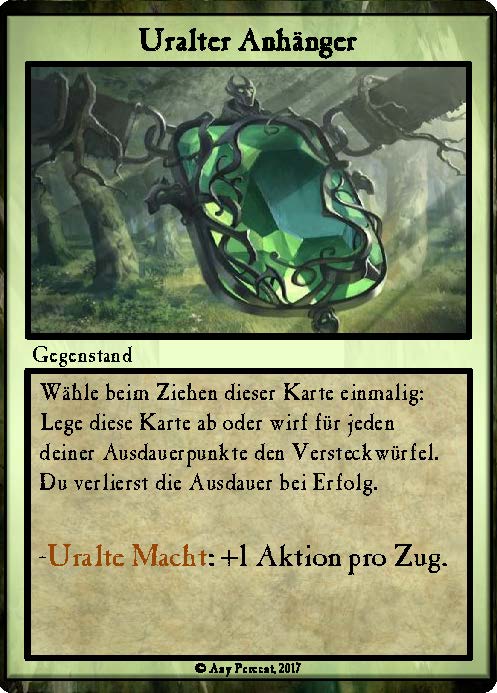 Uralter Anhänger
Gegenstand
Wähle beim Ziehen dieser Karte einmalig:
Lege diese Karte ab oder wirf für jeden
deiner Ausdauerpunkte den Versteckwürfel.
Du verlierst die Ausdauer bei Erfolg.
-Uralte Macht: +1 Aktion pro Zug.
© Any Percent, 2017